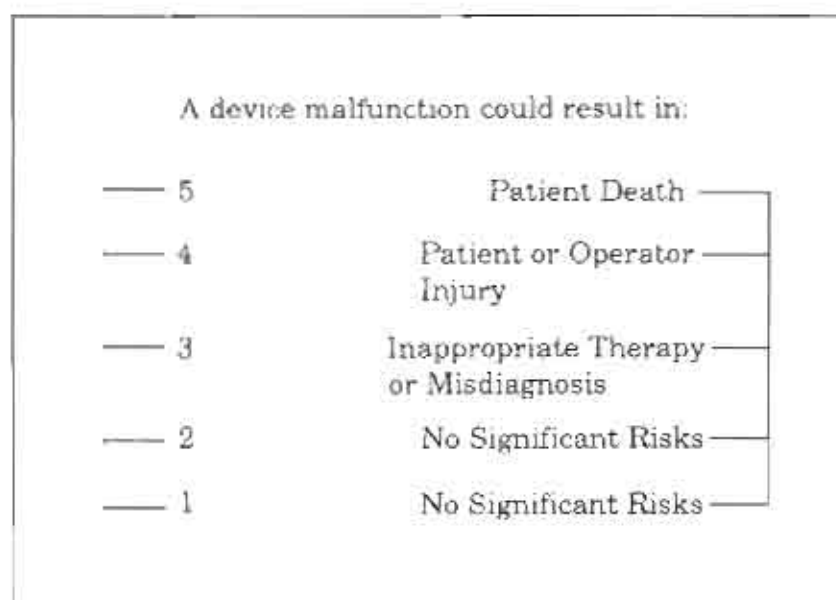 A device malfunction could result in:
5 Patient Death
4 Patient or Operator
Injury
3 Inappropriate Therapy
or Misdiagnosis
2 No Significant Risks
1 No Significant Risks